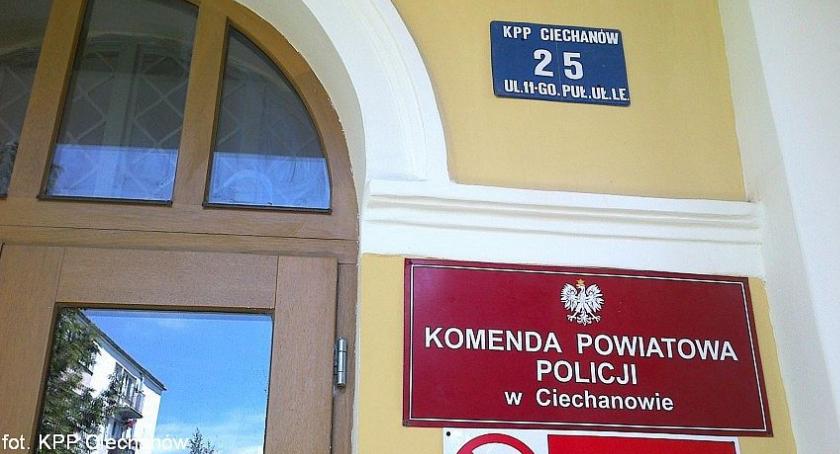 KPP CIECHANÓW
25
UL.11-GO.PUŁ.UŁ.LE.
KOMENDA POWIATOWA
POLICJI
w Ciechanowie
fot. KPP Ciechanów